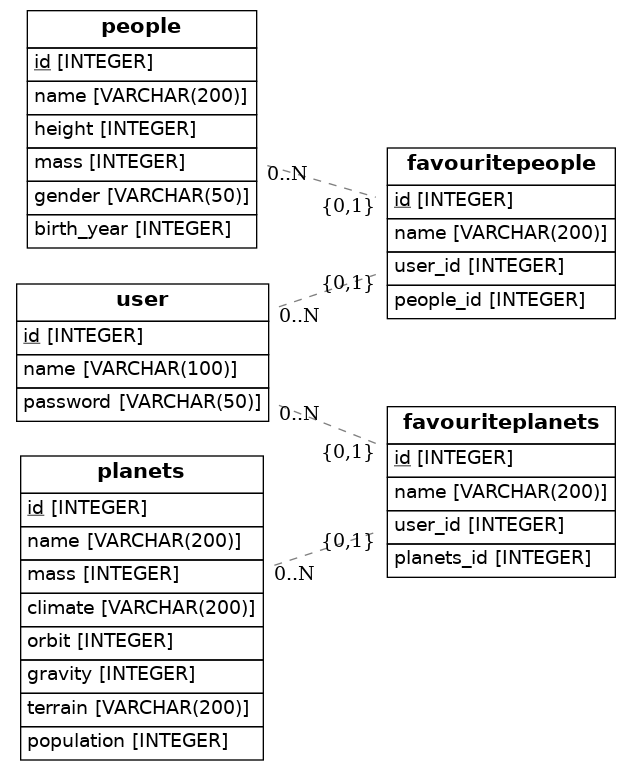 people
id [INTEGER]
name [VARCHAR(200)]
height [INTEGER]
mass [INTEGER]
gender [VARCHAR(50)]
birth_year [INTEGER]
0..N
{0,1}
favouritepeople
id [INTEGER]
name [VARCHAR(200)]
user_id [INTEGER]
people_id [INTEGER]
{0,1}
0..N
user
id [INTEGER]
name [VARCHAR(100)]
password [VARCHAR(50)]
0..N
{0,1}
favouriteplanets
id [INTEGER]
name [VARCHAR(200)]
user_id [INTEGER]
planets_id [INTEGER]
{0,1}
0..N
planets
id [INTEGER]
name [VARCHAR(200)]
mass [INTEGER]
climate [VARCHAR(200)]
orbit [INTEGER]
gravity [INTEGER]
terrain [VARCHAR(200)]
population [INTEGER]